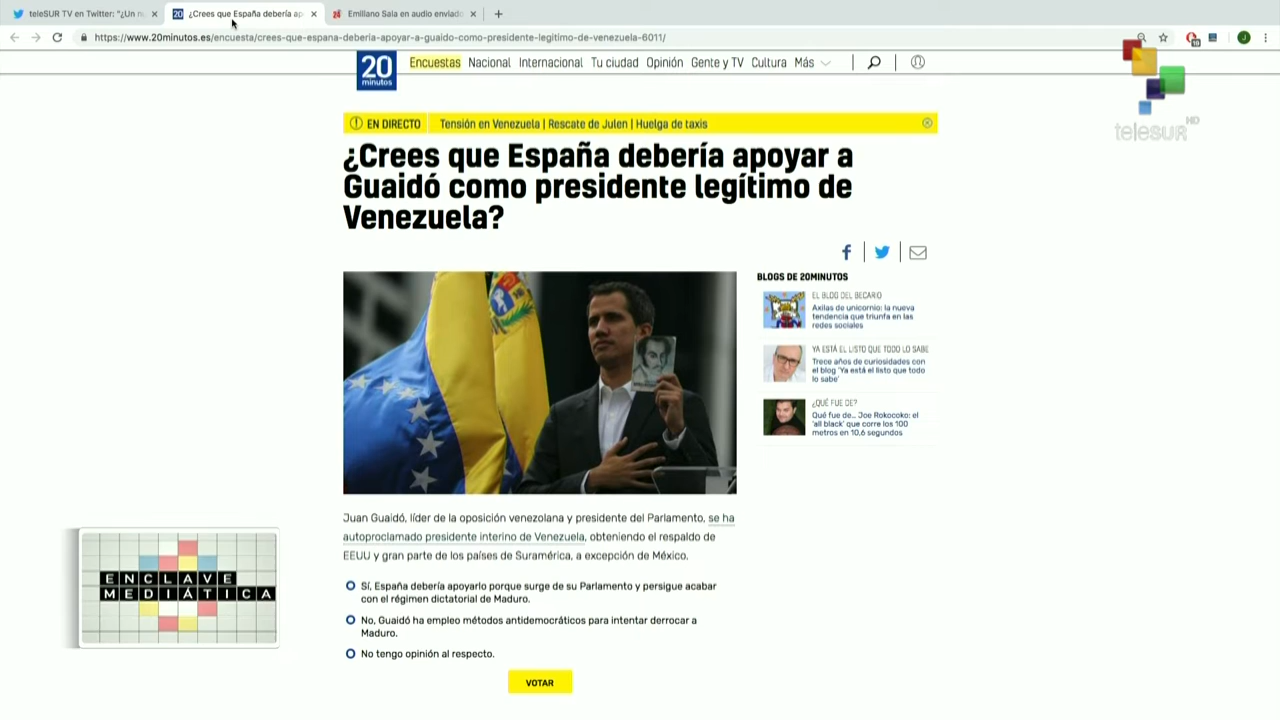 teleSUR TV en Twitter: "¿Un n
¿Crees que España debería ap
Emiliano Sala en audio enviado
https://www.20minutos.es/encuesta/crees-que-espana-deberia-apoyar-a-guaido-como-presidente-legitimo-de-venezuela-6011/
20
minutos
Encuestas Nacional Internacional Tu ciudad Opinión Gente y TV Cultura Más
teleSUR HD
EN DIRECTO Tensión en Venezuela | Rescate de Julen | Huelga de taxis
¿Crees que España debería apoyar a
Guaidó como presidente legítimo de
Venezuela?
BLOGS DE 20MINUTOS
EL BLOG DEL BECARIO
Axilas de unicornio: la nueva
tendencia que triunfa en las
redes sociales
YA ESTÁ EL LISTO QUE TODO LO SABE
Trece años de curiosidades con
el blog 'Ya está el listo que todo
lo sabe'
¿QUÉ FUE DE?
Qué fue de... Joe Rokocoko: el
'all black' que corre los 100
metros en 10,6 segundos
Juan Guaidó, líder de la oposición venezolana y presidente del Parlamento, se ha
autoproclamado presidente interino de Venezuela, obteniendo el respaldo de
EEUU y gran parte de los países de Suramérica, a excepción de México.
Sí, España debería apoyarlo porque surge de su Parlamento y persigue acabar
con el régimen dictatorial de Maduro.
No, Guaidó ha empleo métodos antidemocráticos para intentar derrocar a
Maduro.
No tengo opinión al respecto.
VOTAR
ENCLAVE
MEDIÁTICA